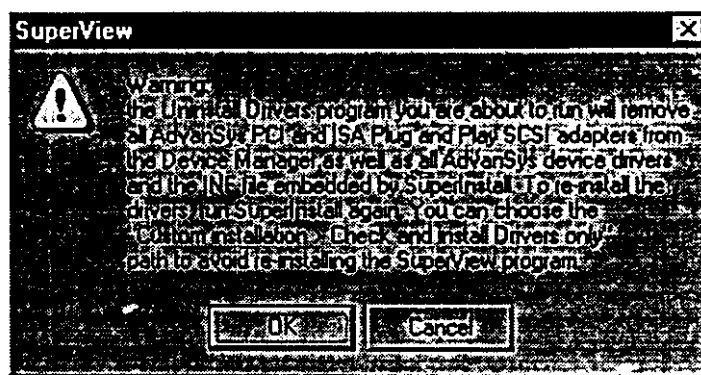 SuperView
Warning:
the Uninstall Drivers program you are about to run will remove
all AdvanSys PCI and ISA Plug and Play SCSI adapters from
the Device Manager as well as all AdvanSys device drivers
and the INF file embedded by SuperInstall. To re-install the
drivers, run SuperInstall again. You can choose the
"Custom installation > Check and install Drivers only"
path to avoid re-installing the SuperView program.
OK
Cancel